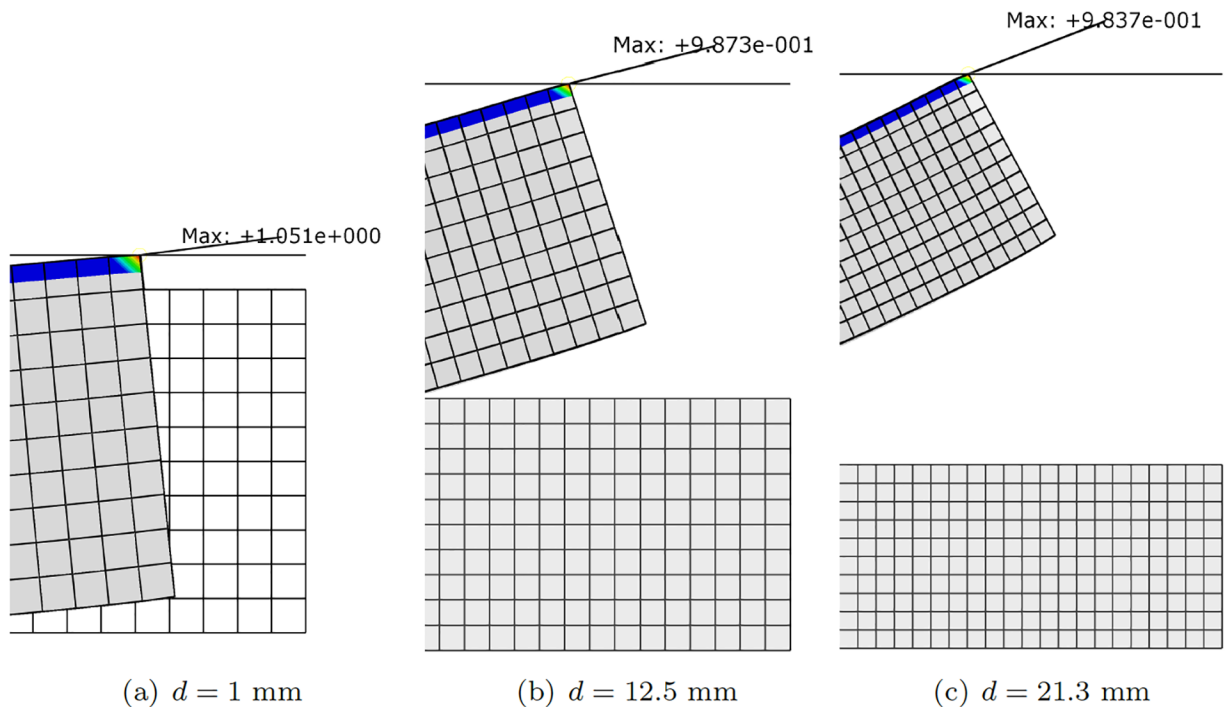 Max: +1.051e+000
Max: +9.873e-001
Max: +9.837e-001
(a) d = 1 mm
(b) d = 12.5 mm
(c) d = 21.3 mm